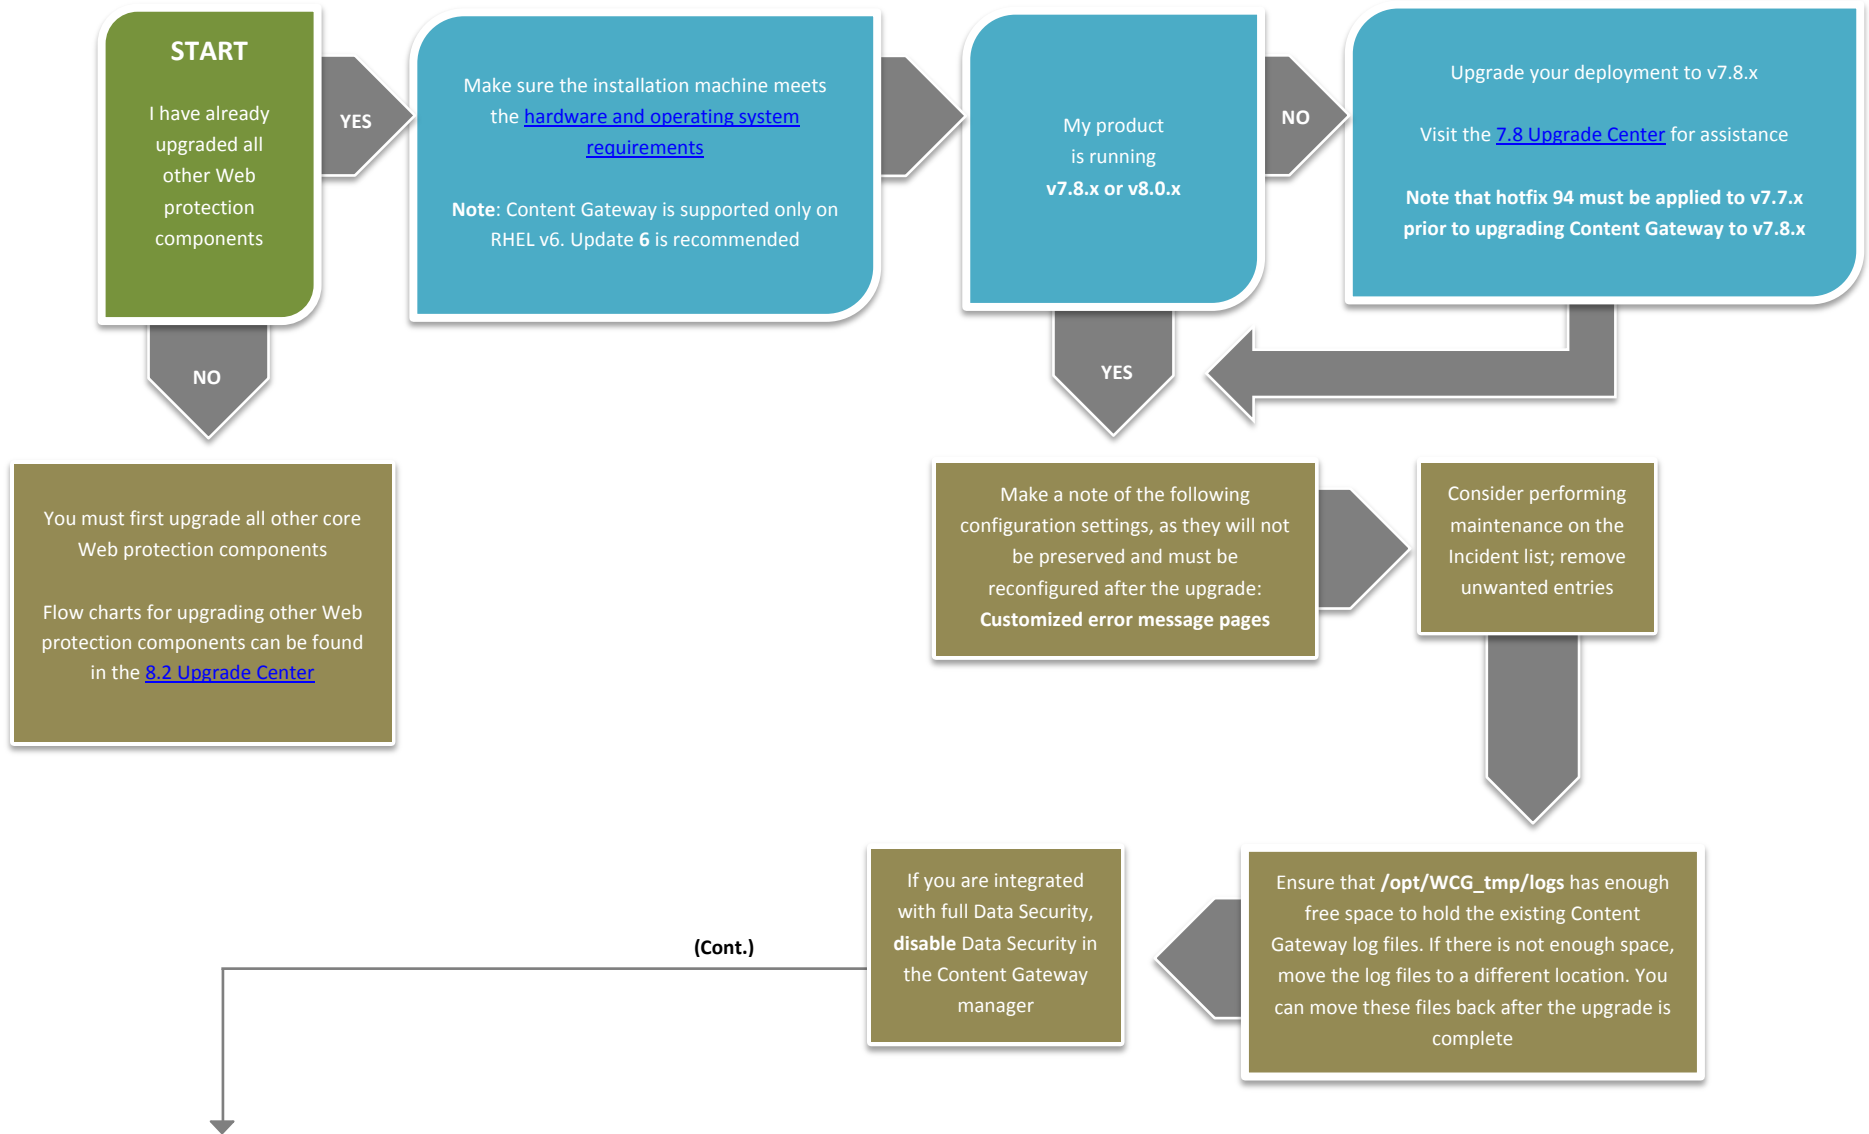 START
I have already
upgraded all
other Web
protection
components
YES
Make sure the installation machine meets
the hardware and operating system
requirements
Note: Content Gateway is supported only on
RHEL v6. Update 6 is recommended
My product
is running
v7.8.x or v8.0.x
NO
Upgrade your deployment to v7.8.x
Visit the 7.8 Upgrade Center for assistance
Note that hotfix 94 must be applied to v7.7.x
prior to upgrading Content Gateway to v7.8.x
NO
YES
You must first upgrade all other core
Web protection components
Flow charts for upgrading other Web
protection components can be found
in the 8.2 Upgrade Center
Make a note of the following
configuration settings, as they will not
be preserved and must be
reconfigured after the upgrade:
Customized error message pages
Consider performing
maintenance on the
Incident list; remove
unwanted entries
Ensure that /opt/WCG_tmp/logs has enough
free space to hold the existing Content
Gateway log files. If there is not enough space,
move the log files to a different location. You
can move these files back after the upgrade is
complete
If you are integrated
with full Data Security,
disable Data Security in
the Content Gateway
manager
(Cont.)